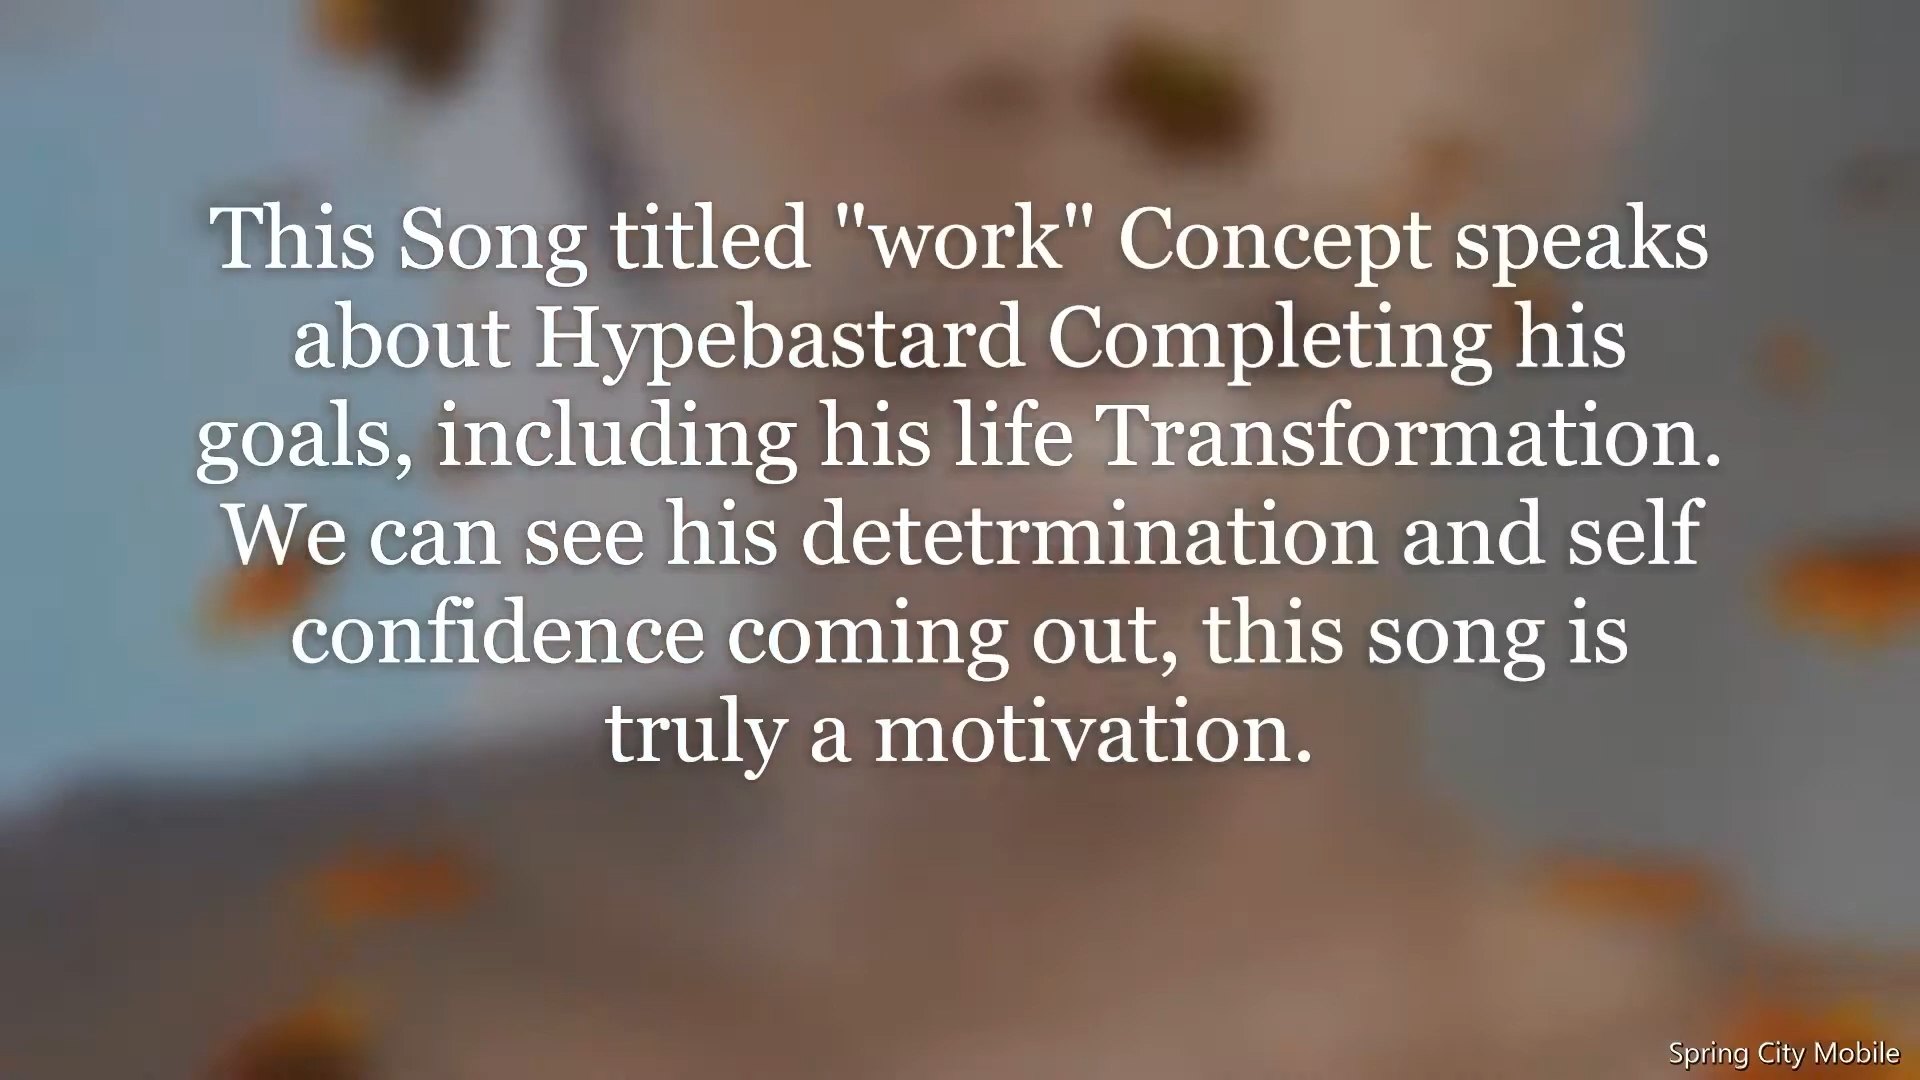 This Song titled "work" Concept speaks
about Hypebastard Completing his
goals, including his life Transformation.
We can see his detetrmination and self
confidence coming out, this song is
truly a motivation.
Spring City Mobile